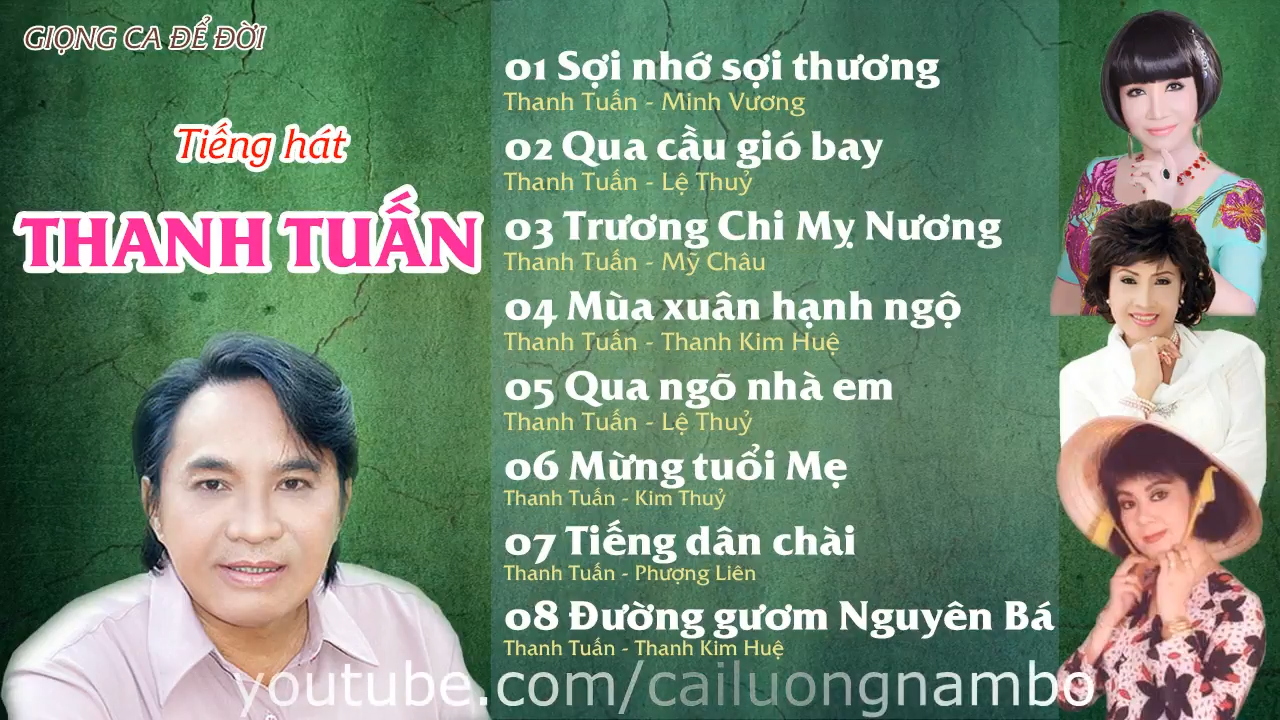 GIỌNG CA ĐỂ ĐỜI
Tiếng hát
THANH TUẤN
01 Sợi nhớ sợi thương
Thanh Tuấn - Minh Vương
02 Qua cầu gió bay
Thanh Tuấn - Lệ Thuỷ
03 Trương Chi Mỵ Nương
Thanh Tuấn - Mỹ Châu
04 Mùa xuân hạnh ngộ
Thanh Tuấn - Thanh Kim Huệ
05 Qua ngõ nhà em
Thanh Tuấn - Lệ Thuỷ
06 Mừng tuổi Mẹ
Thanh Tuấn - Kim Thuỷ
07 Tiếng dân chài
Thanh Tuấn - Phượng Liên
08 Đường gươm Nguyên Bá
Thanh Tuấn - Thanh Kim Huệ
youtube.com/cailuongnambo